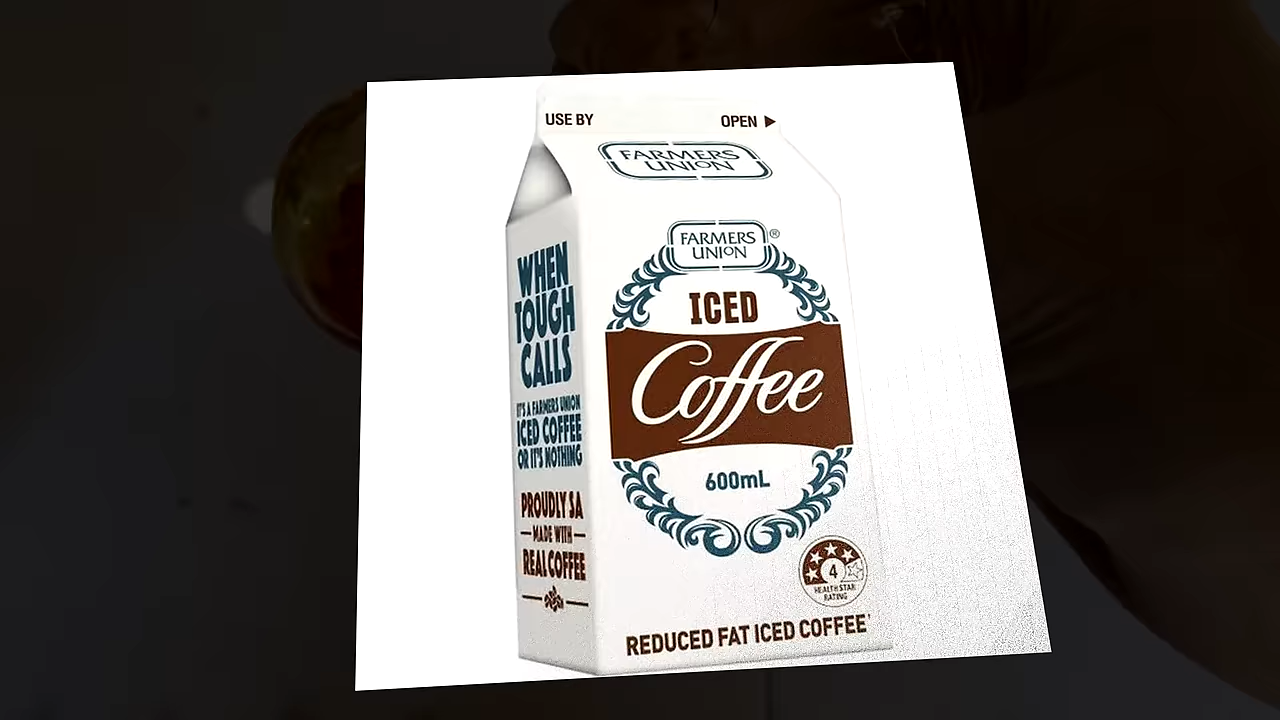 USE BY
OPEN ▶
FARMERS
UNION
FARMERS
UNION ®
ICED
Coffee
600mL
4
HEALTH STAR
RATING
REDUCED FAT ICED COFFEE
WHEN
TOUGH
CALLS
IT'S A FARMERS UNION
ICED COFFEE
OR IT'S NOTHING
PROUDLY SA
MADE WITH
REAL COFFEE